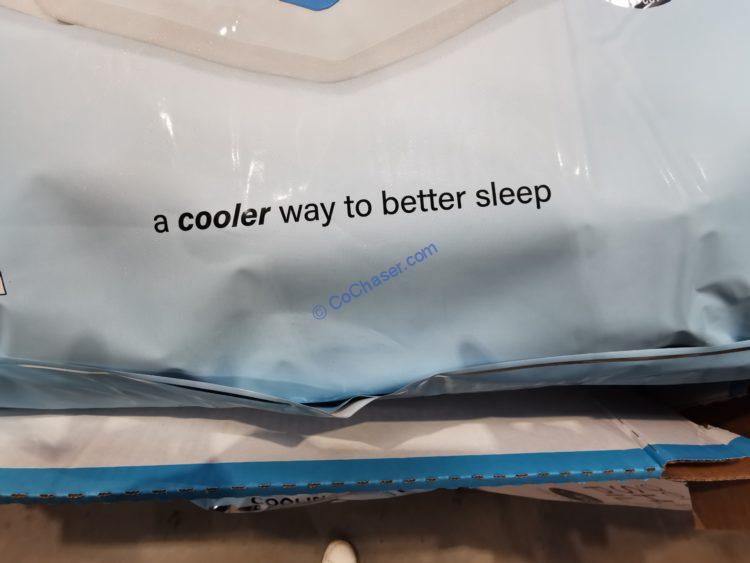 a cooler way to better sleep
© CoChaser.com